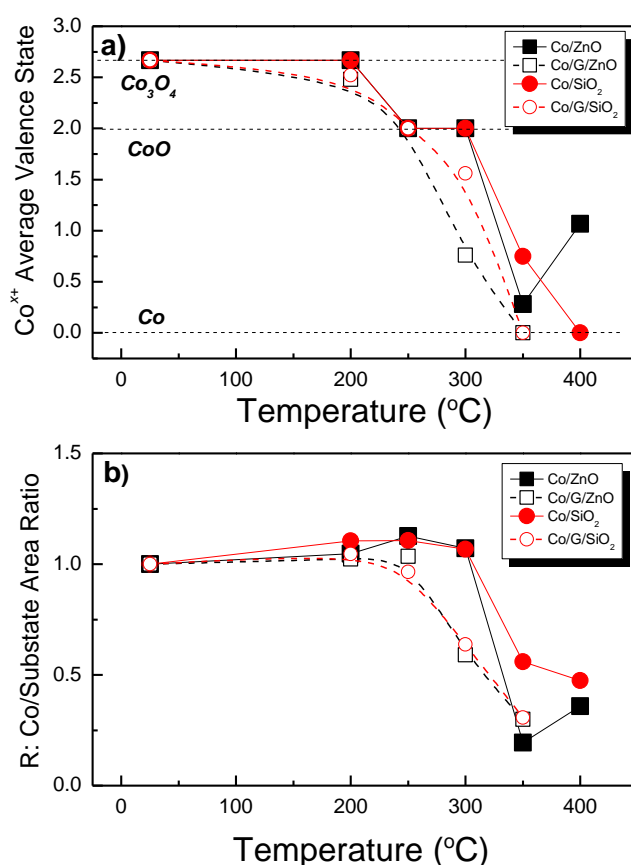 a)
3.0
2.5
2.0
1.5
1.0
0.5
0.0
Co₃O₄
CoO
Co
Co/ZnO
Co/G/ZnO
Co/SiO₂
Co/G/SiO₂
Coˣ⁺ Average Valence State
0 100 200 300 400
Temperature (ºC)
b)
1.5
1.0
0.5
0.0
Co/ZnO
Co/G/ZnO
Co/SiO₂
Co/G/SiO₂
R: Co/Substate Area Ratio
0 100 200 300 400
Temperature (ºC)